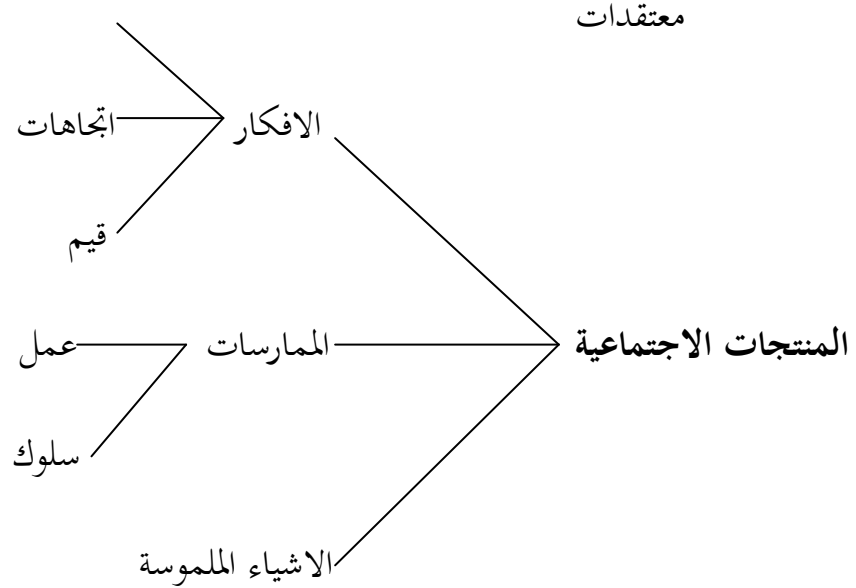 معتقدات
الافكار
اتجاهات
قيم
المنتجات الاجتماعية
الممارسات
عمل
سلوك
الاشياء الملموسة